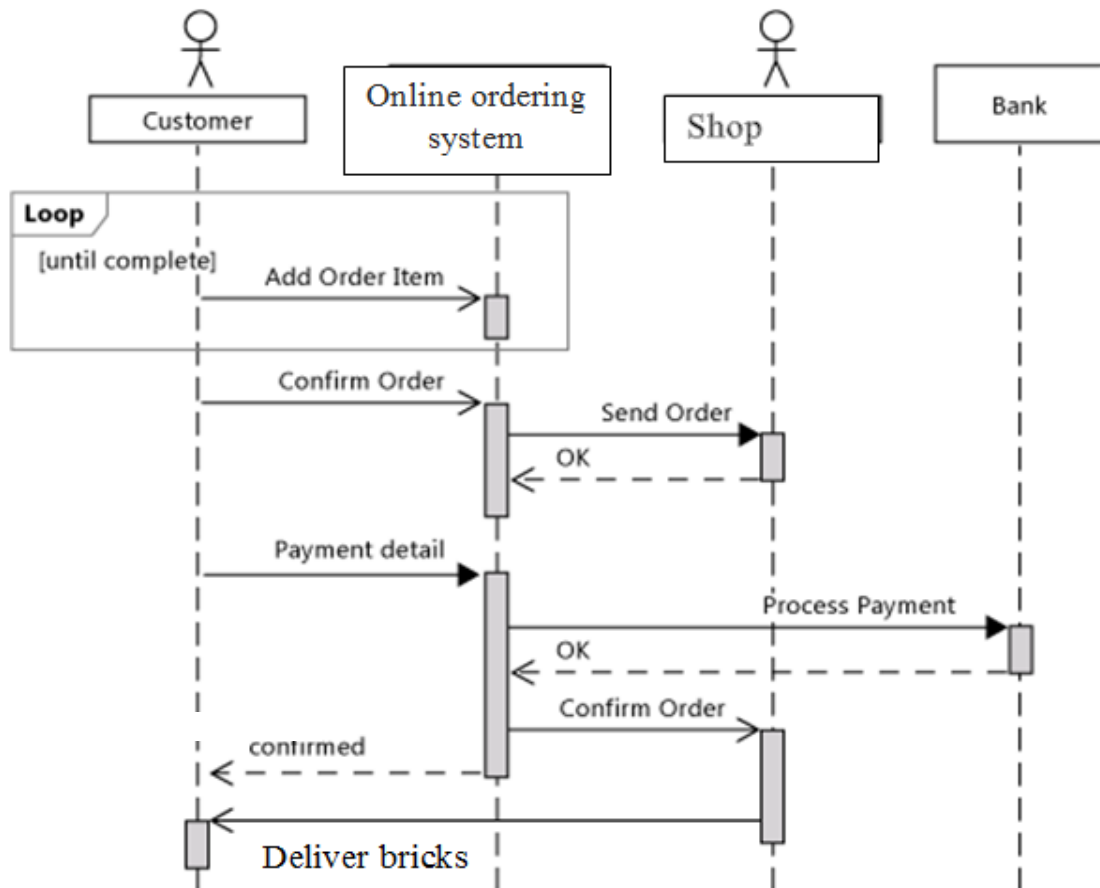 Customer
Online ordering
system
Shop
Bank
Loop
[until complete]
Add Order Item
Confirm Order
Send Order
OK
Payment detail
Process Payment
OK
Confirm Order
confirmed
Deliver bricks